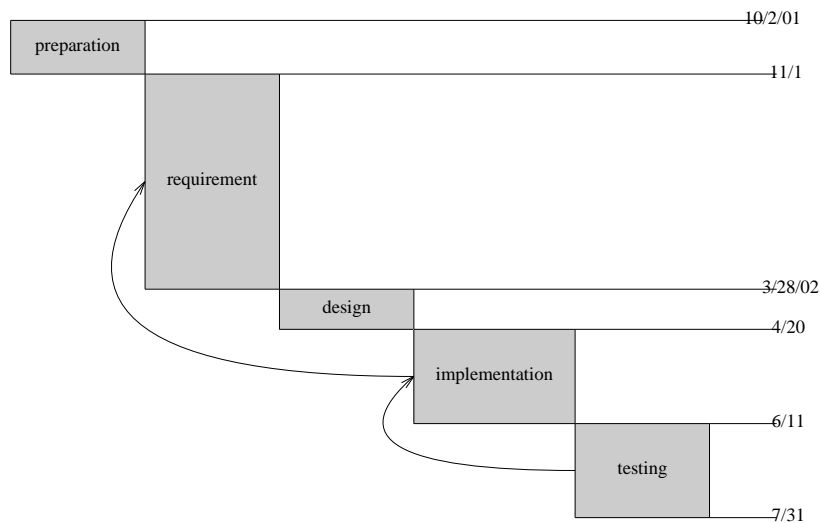 10/2/01
preparation
11/1
requirement
3/28/02
design
4/20
implementation
6/11
testing
7/31